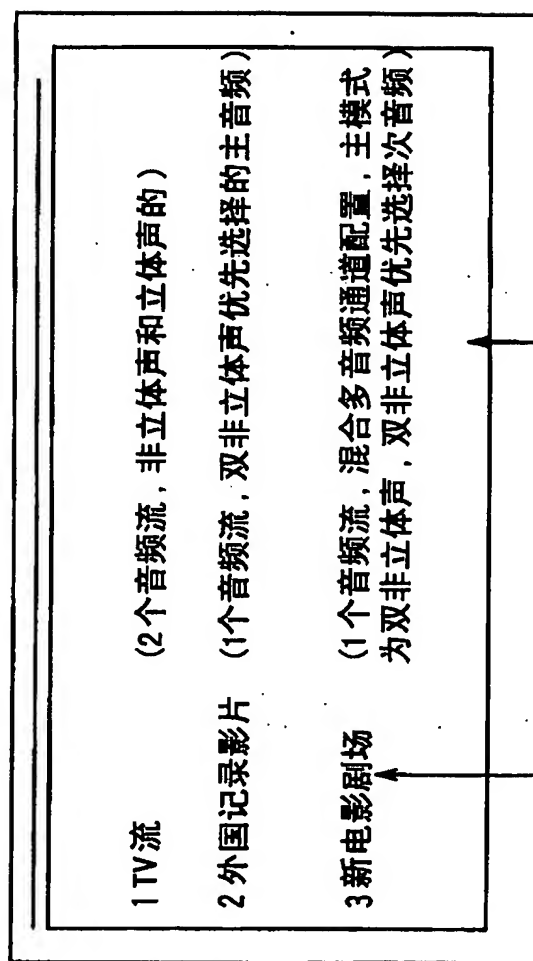 1 TV流 (2个音频流，非立体声和立体声的)
2 外国记录影片 (1个音频流，双非立体声优先选择的主音频)
3 新电影剧场 (1个音频流，混合多音频通道配置，主模式
为双非立体声，双非立体声优先选择次音频)